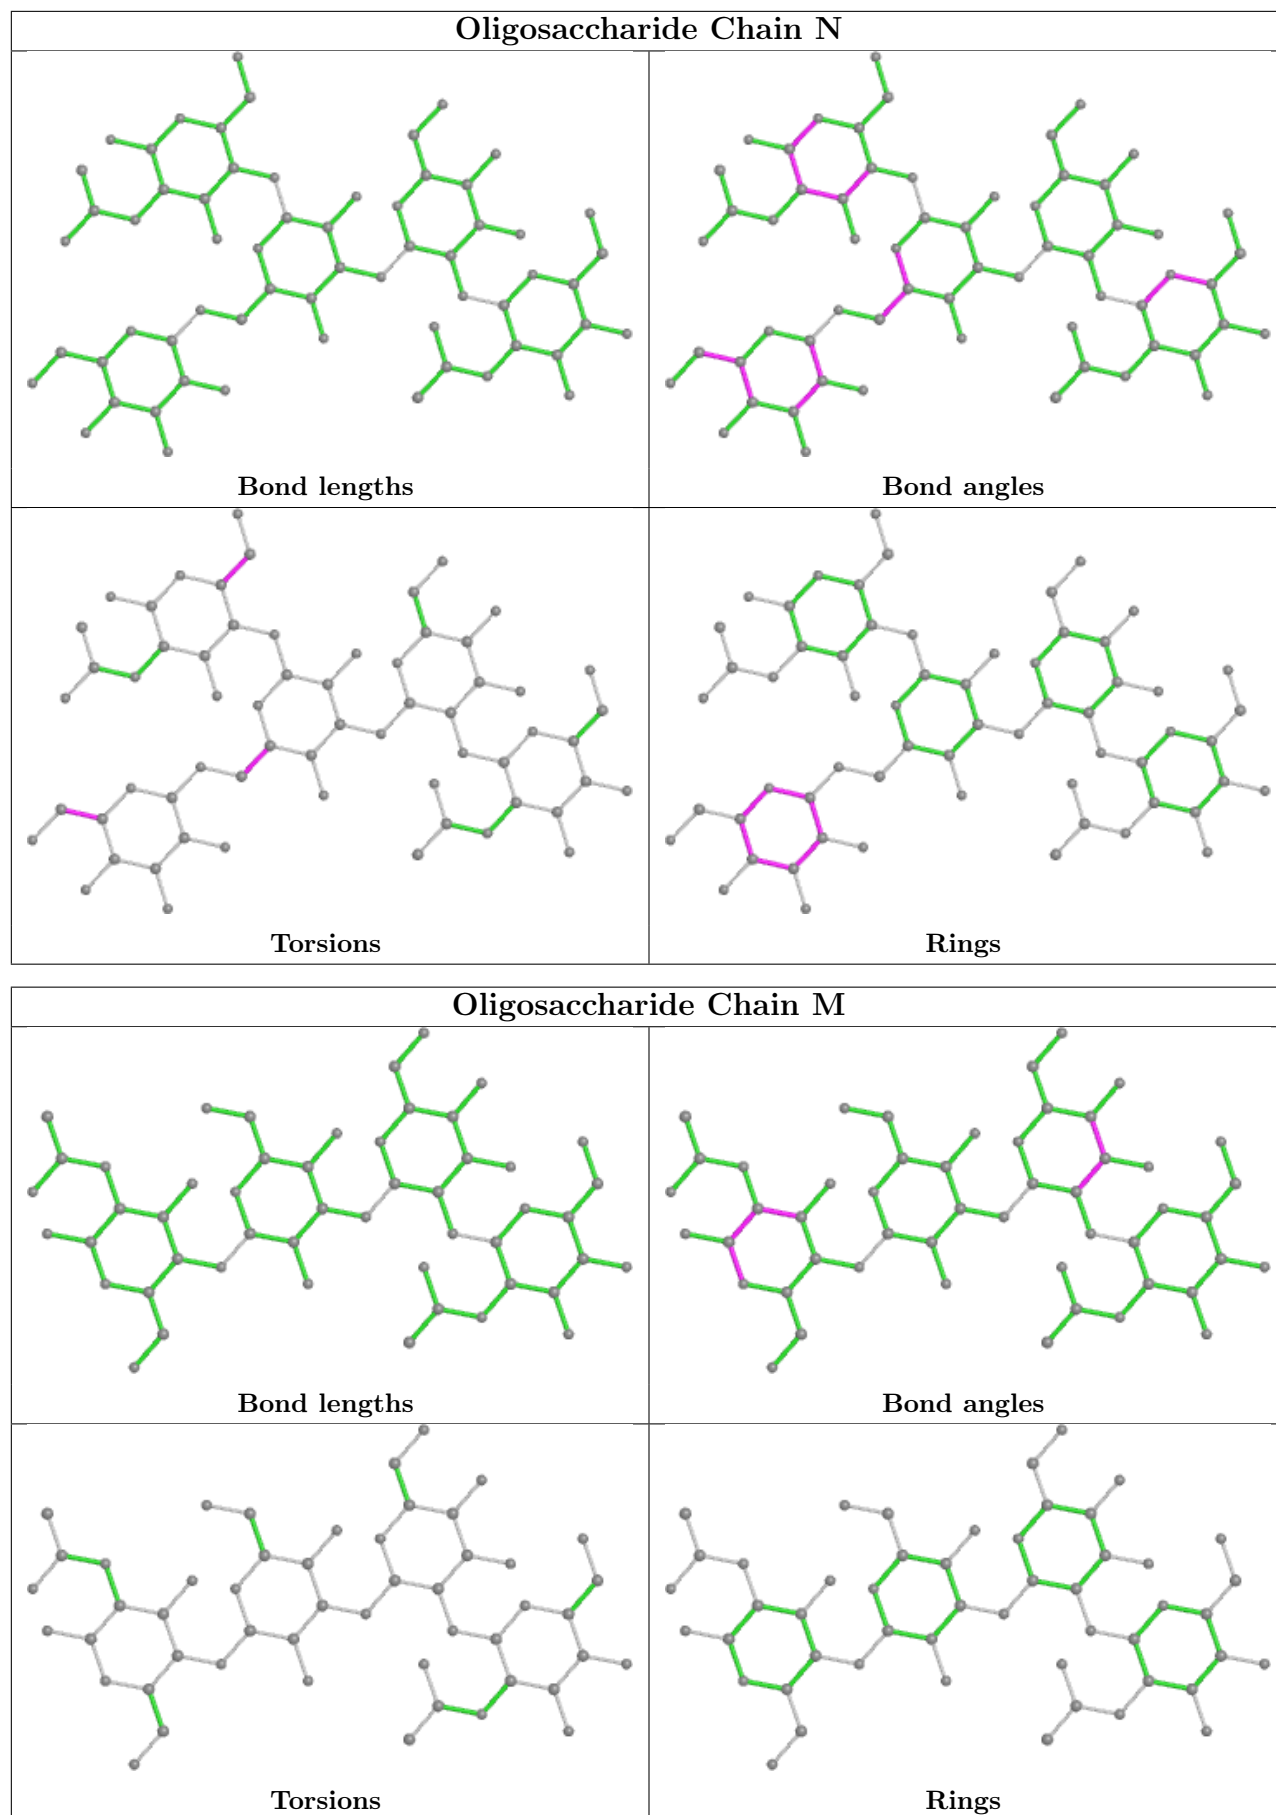 Oligosaccharide Chain N
Bond lengths
Bond angles
Torsions
Rings
Oligosaccharide Chain M
Bond lengths
Bond angles
Torsions
Rings